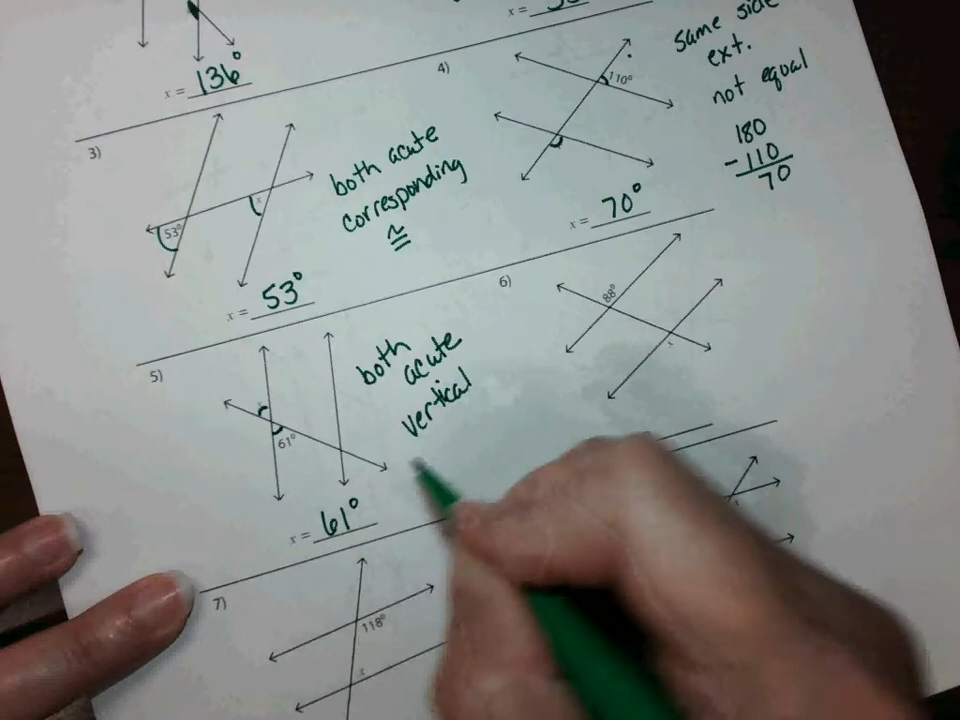 x = 136°
x =
3)
53°
x
both acute
corresponding
≅
x = 53°
4)
110°
same side
ext.
not equal
180
-110
70
x = 70°
5)
61°
both
acute
vertical
x = 61°
6)
88°
x
7)
118°
x